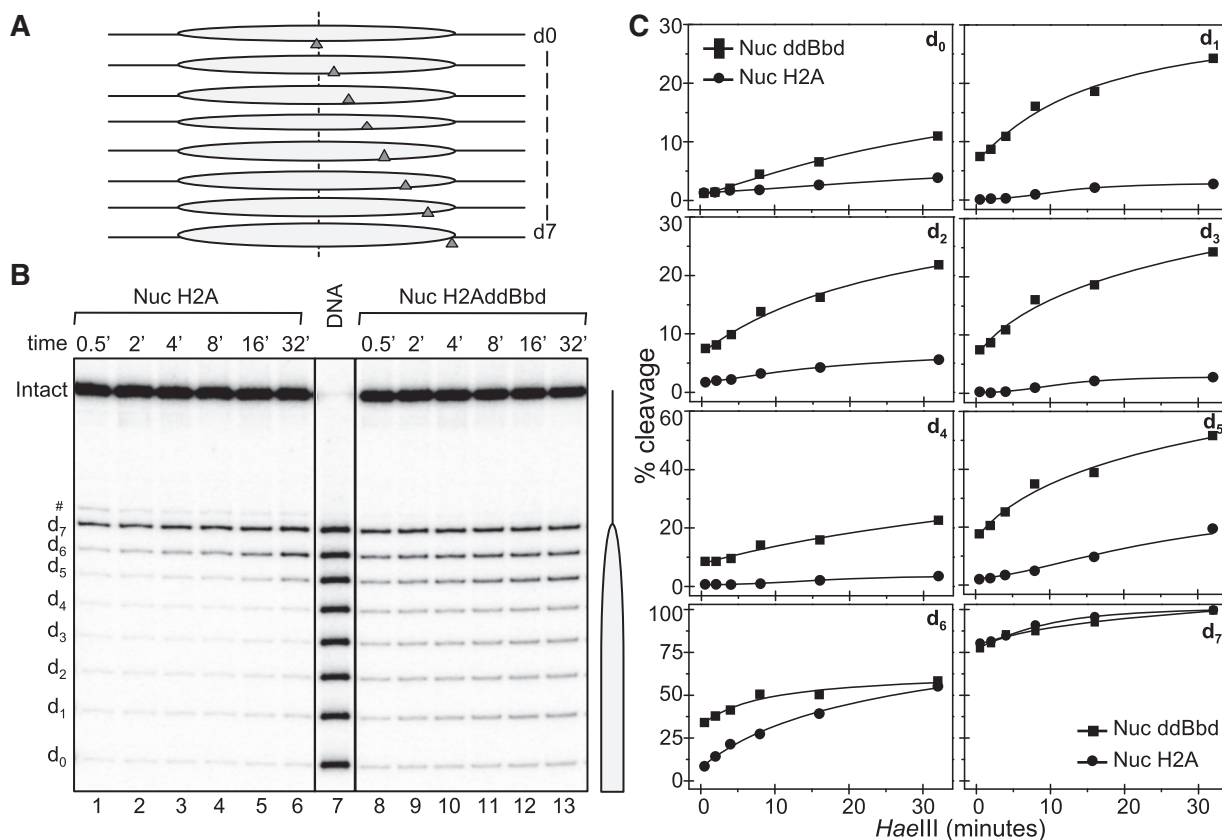 A
d0
d7
B
Nuc H2A
DNA
Nuc H2AddBbd
time 0.5’ 2’ 4’ 8’ 16’ 32’ 0.5’ 2’ 4’ 8’ 16’ 32’
Intact
#
d7
d6
d5
d4
d3
d2
d1
d0
1 2 3 4 5 6 7 8 9 10 11 12 13
C
% cleavage
30
20
10
0
Nuc ddBbd
Nuc H2A
d0
d1
30
20
10
0
d2
d3
60
40
20
0
d4
d5
100
75
50
25
0
d6
d7
Nuc ddBbd
Nuc H2A
0 10 20 30 0 10 20 30
HaeIII (minutes)